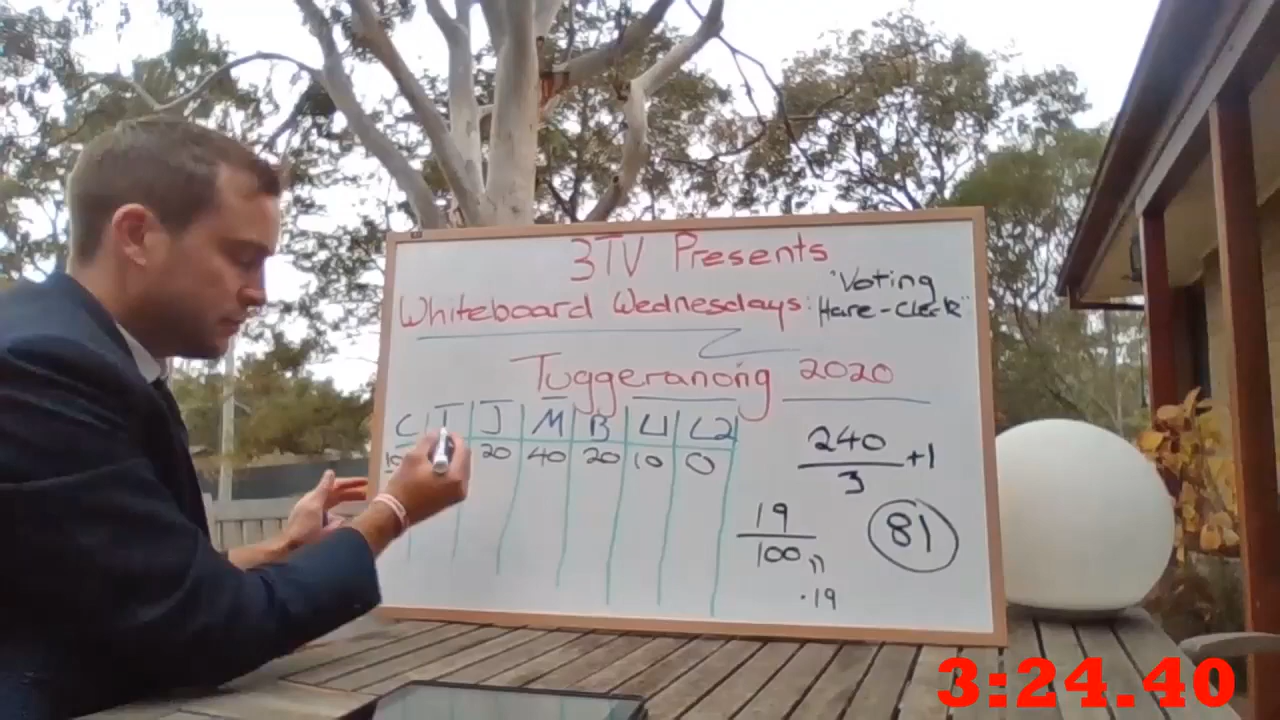 3TV Presents
Whiteboard Wednesdays: "Voting
Hare-Clark"
Tuggeranong 2020
C T J M B L1 L2
20 40 20 10 0
240
3
+1
19
100
81
.19
3:24.40